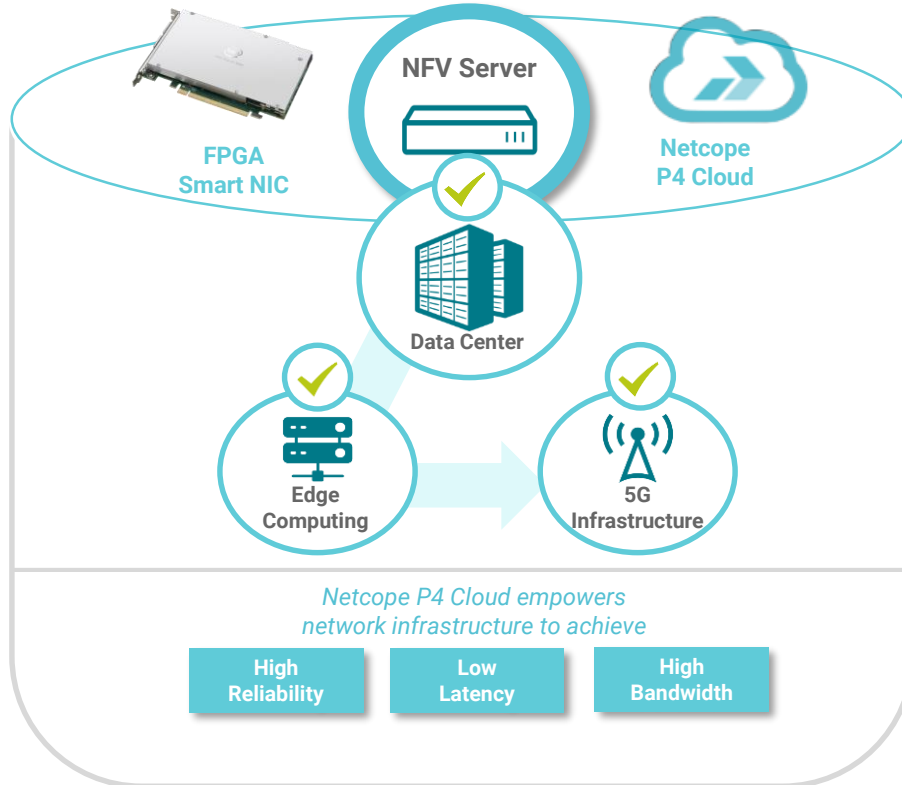 NFV Server
FPGA
Smart NIC
Netcope
P4 Cloud
Data Center
Edge
Computing
5G
Infrastructure
Netcope P4 Cloud empowers
network infrastructure to achieve
High
Reliability
Low
Latency
High
Bandwidth